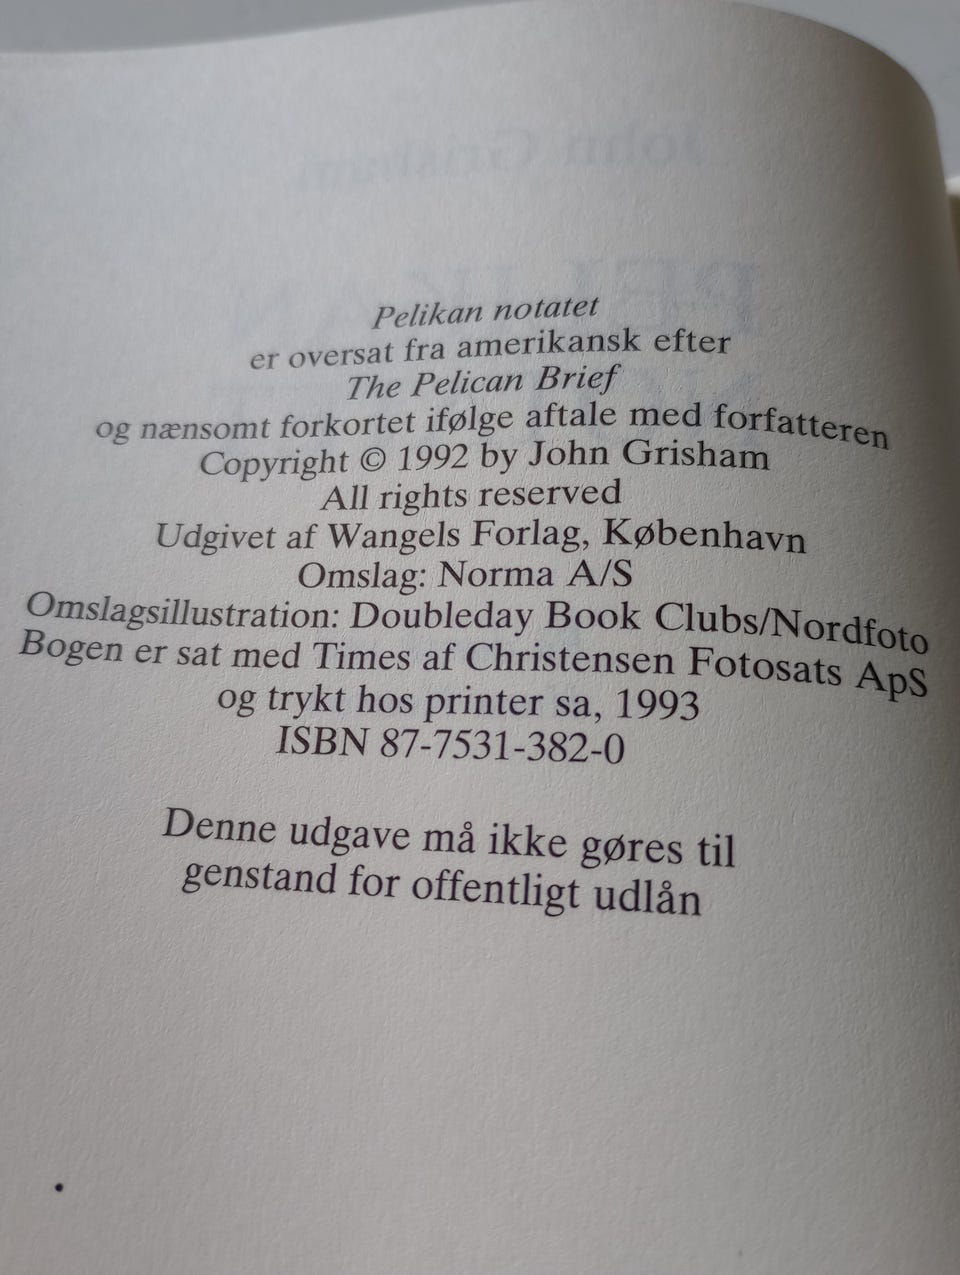 Pelikan notatet
er oversat fra amerikansk efter
The Pelican Brief
og nænsomt forkortet ifølge aftale med forfatteren
Copyright © 1992 by John Grisham
All rights reserved
Udgivet af Wangels Forlag, København
Omslag: Norma A/S
Omslagsillustration: Doubleday Book Clubs/Nordfoto
Bogen er sat med Times af Christensen Fotosats ApS
og trykt hos printer sa, 1993
ISBN 87-7531-382-0
Denne udgave må ikke gøres til
genstand for offentligt udlån